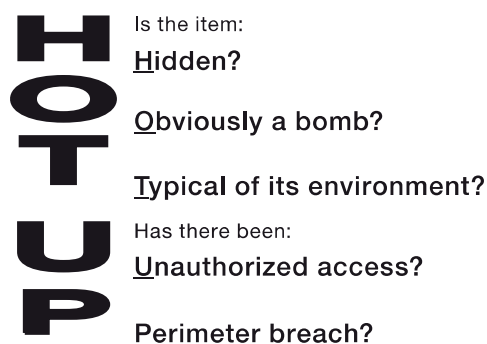 H
Is the item:
Hidden?
O
Obviously a bomb?
T
Typical of its environment?
U
Has there been:
Unauthorized access?
P
Perimeter breach?